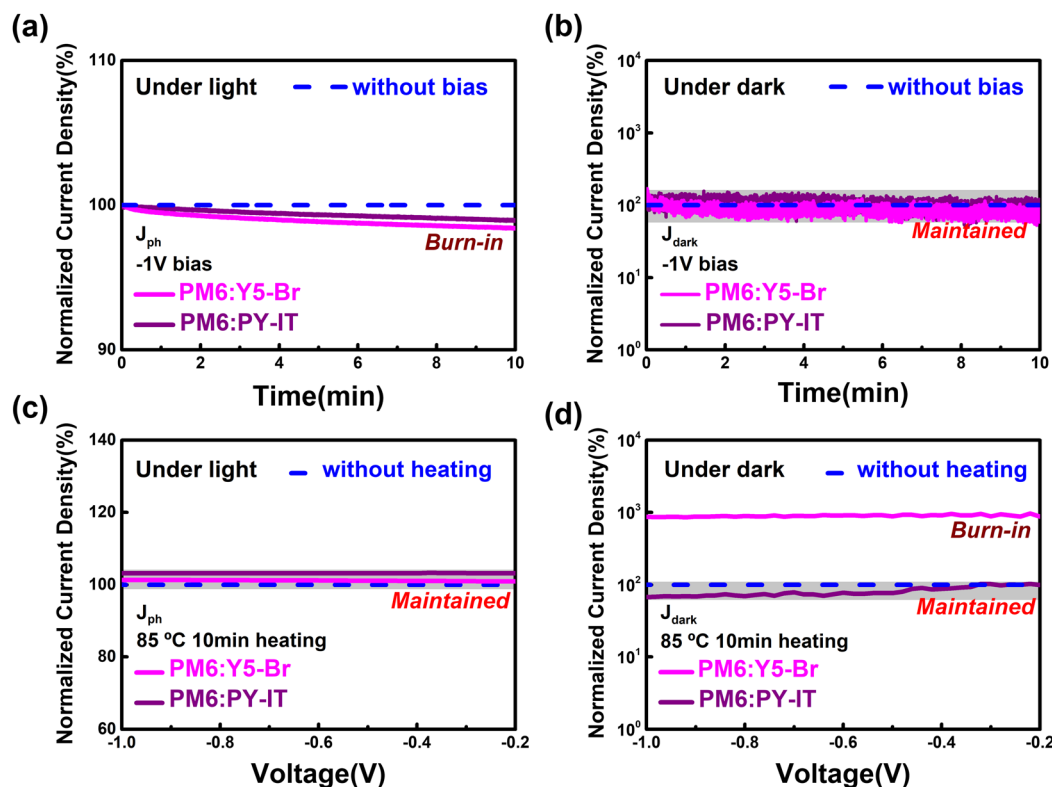 (a)
110
Under light
without bias
100
J_ph
-1V bias
Burn-in
PM6:Y5-Br
PM6:PY-IT
90
0 2 4 6 8 10
Time(min)
Normalized Current Density(%)
(b)
10⁴
Under dark
without bias
10³
10²
J_dark
-1V bias
Maintained
10¹
PM6:Y5-Br
PM6:PY-IT
10⁰
0 2 4 6 8 10
Time(min)
Normalized Current Density(%)
(c)
140
Under light
without heating
120
100
J_ph
Maintained
85 ºC 10min heating
80
PM6:Y5-Br
PM6:PY-IT
60
-1.0 -0.8 -0.6 -0.4 -0.2
Voltage(V)
Normalized Current Density(%)
(d)
10⁴
Under dark
without heating
10³
Burn-in
10²
J_dark
Maintained
85 ºC 10min heating
10¹
PM6:Y5-Br
PM6:PY-IT
10⁰
-1.0 -0.8 -0.6 -0.4 -0.2
Voltage(V)
Normalized Current Density(%)